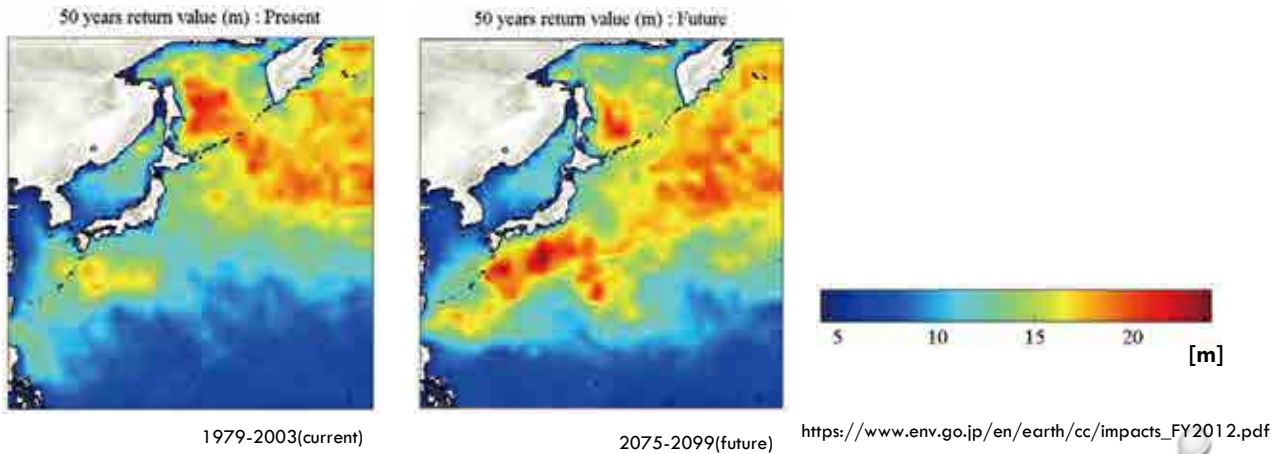 50 years return value (m) : Present
50 years return value (m) : Future
5 10 15 20
[m]
1979-2003(current)
2075-2099(future)
https://www.env.go.jp/en/earth/cc/impacts_FY2012.pdf